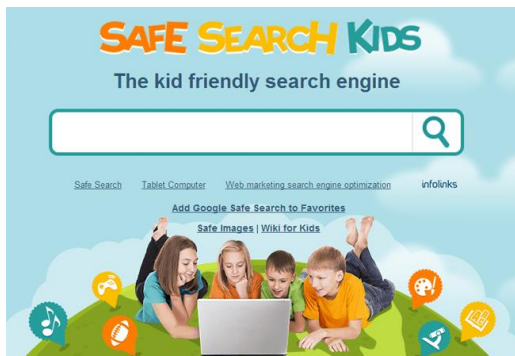 SAFE SEARCH KIDS
The kid friendly search engine
Safe Search Tablet Computer Web marketing search engine optimization infolinks
Add Google Safe Search to Favorites
Safe Images | Wiki for Kids